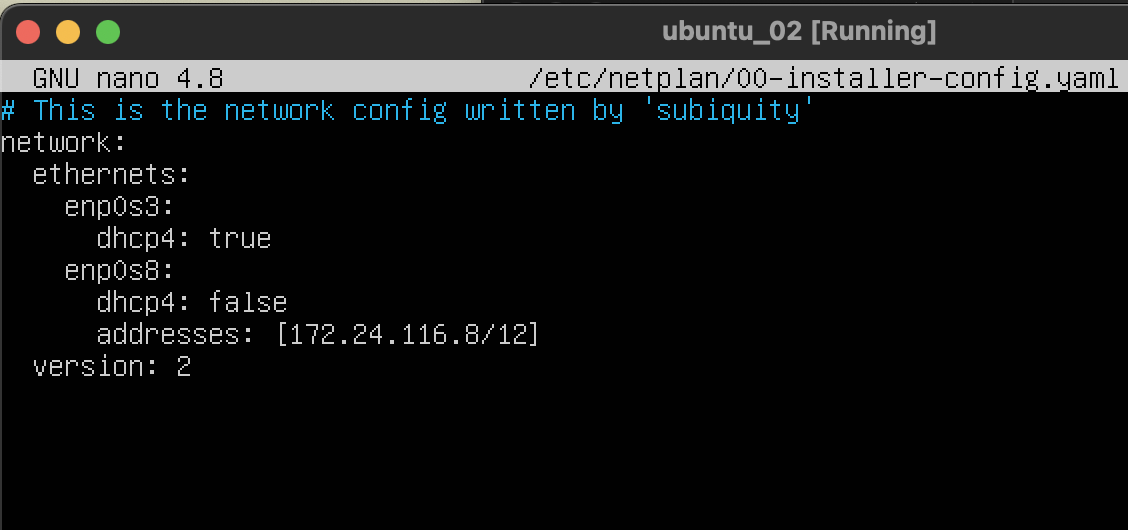 ubuntu_02 [Running]
GNU nano 4.8 /etc/netplan/00-installer-config.yaml
# This is the network config written by 'subiquity'
network:
  ethernets:
    enp0s3:
      dhcp4: true
    enp0s8:
      dhcp4: false
      addresses: [172.24.116.8/12]
  version: 2